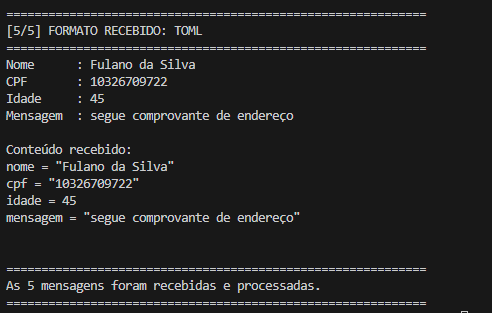 ============================================================
[5/5] FORMATO RECEBIDO: TOML
============================================================
Nome      : Fulano da Silva
CPF       : 10326709722
Idade     : 45
Mensagem  : segue comprovante de endereço
Conteúdo recebido:
nome = "Fulano da Silva"
cpf = "10326709722"
idade = 45
mensagem = "segue comprovante de endereço"
============================================================
As 5 mensagens foram recebidas e processadas.
============================================================